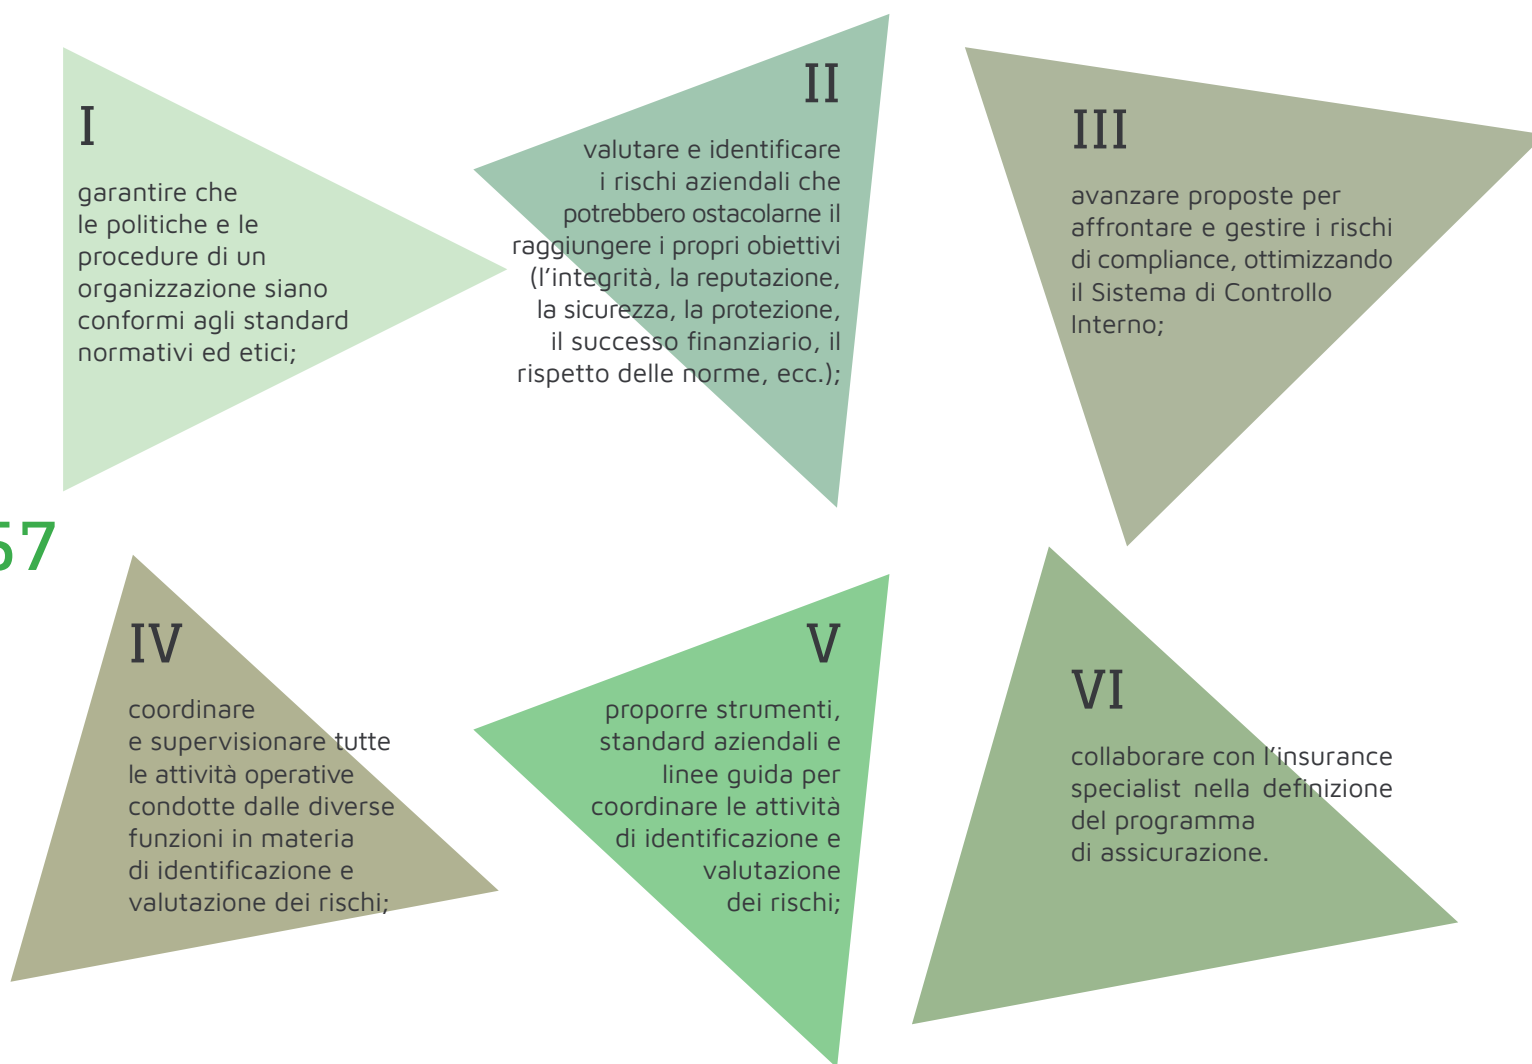 I
garantire che
le politiche e le
procedure di un
organizzazione siano
conformi agli standard
normativi ed etici;
II
valutare e identificare
i rischi aziendali che
potrebbero ostacolarne il
raggiungere i propri obiettivi
(l'integrità, la reputazione,
la sicurezza, la protezione,
il successo finanziario, il
rispetto delle norme, ecc.);
III
avanzare proposte per
affrontare e gestire i rischi
di compliance, ottimizzando
il Sistema di Controllo
Interno;
57
IV
coordinare
e supervisionare tutte
le attività operative
condotte dalle diverse
funzioni in materia
di identificazione e
valutazione dei rischi;
V
proporre strumenti,
standard aziendali e
linee guida per
coordinare le attività
di identificazione e
valutazione
dei rischi;
VI
collaborare con l'insurance
specialist nella definizione
del programma
di assicurazione.